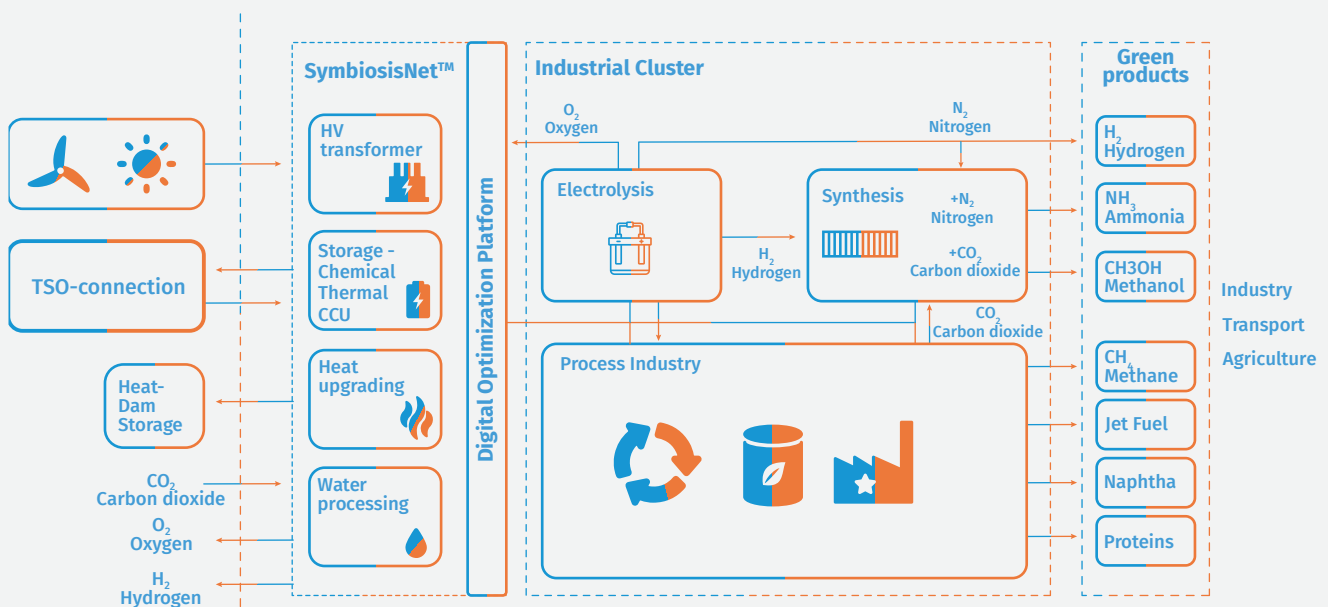 SymbiosisNet™
HV
transformer
Storage -
Chemical
Thermal
CCU
Heat
upgrading
Water
processing
TSO-connection
Heat-
Dam
Storage
CO₂
Carbon dioxide
O₂
Oxygen
H₂
Hydrogen
Digital Optimization Platform
Industrial Cluster
O₂
Oxygen
N₂
Nitrogen
Electrolysis
H₂
Hydrogen
Synthesis
+N₂
Nitrogen
+CO₂
Carbon dioxide
CO₂
Carbon dioxide
Process Industry
Green
products
H₂
Hydrogen
NH₃
Ammonia
CH3OH
Methanol
CH₄
Methane
Jet Fuel
Naphtha
Proteins
Industry
Transport
Agriculture